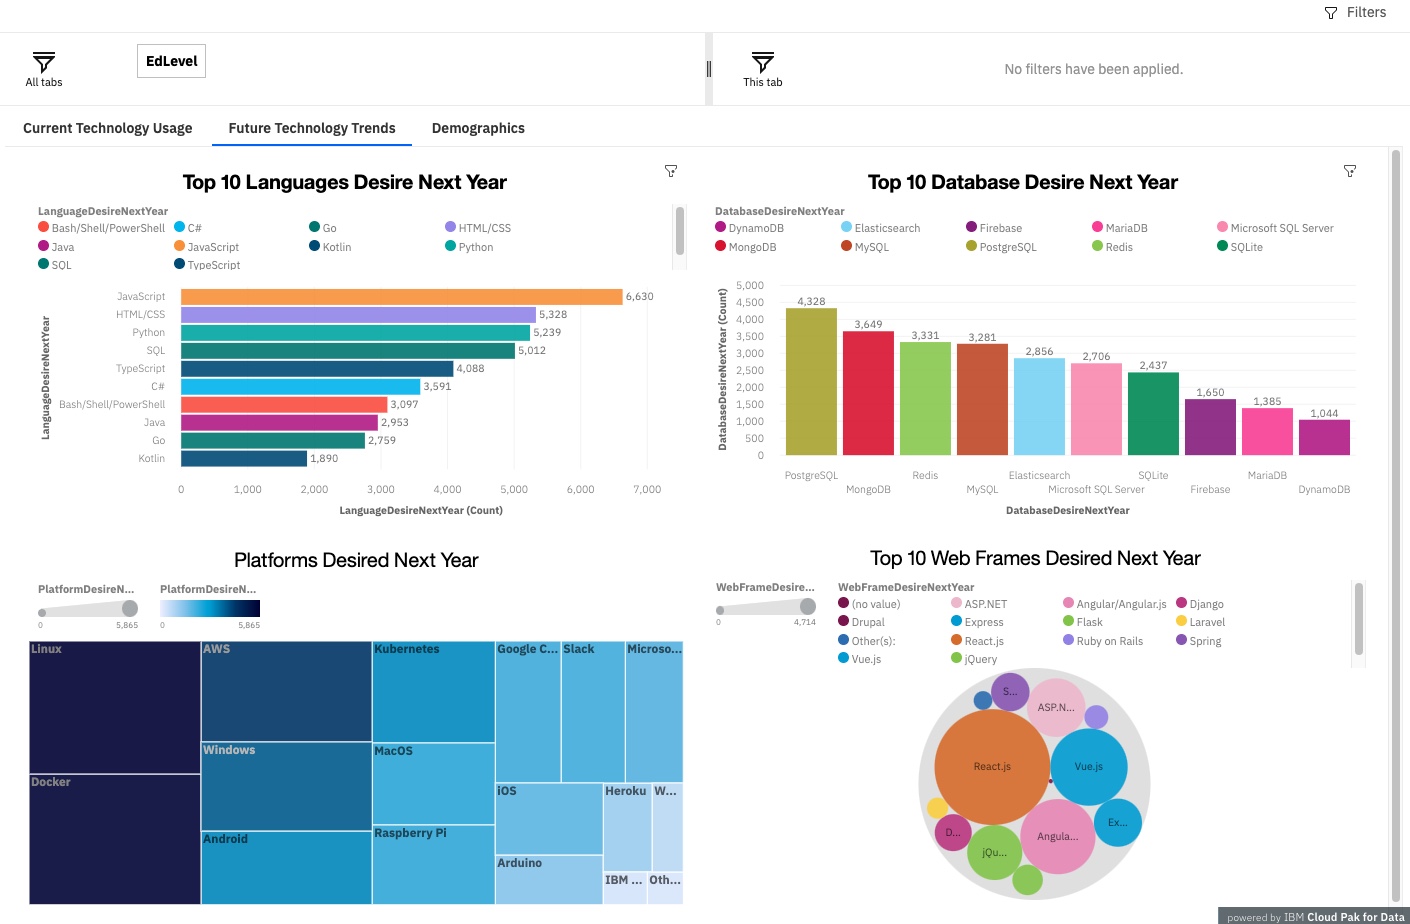 Filters
All tabs
EdLevel
This tab
No filters have been applied.
Current Technology Usage
Future Technology Trends
Demographics
Top 10 Languages Desire Next Year
LanguageDesireNextYear
Bash/Shell/PowerShell C# Go HTML/CSS
Java JavaScript Kotlin Python
SQL TypeScript
LanguageDesireNextYear
JavaScript 6,630
HTML/CSS 5,328
Python 5,239
SQL 5,012
TypeScript 4,088
C# 3,591
Bash/Shell/PowerShell 3,097
Java 2,953
Go 2,759
Kotlin 1,890
0 1,000 2,000 3,000 4,000 5,000 6,000 7,000
LanguageDesireNextYear (Count)
Top 10 Database Desire Next Year
DatabaseDesireNextYear
DynamoDB Elasticsearch Firebase MariaDB Microsoft SQL Server
MongoDB MySQL PostgreSQL Redis SQLite
DatabaseDesireNextYear (Count)
5,000
4,500
4,000
3,500
3,000
2,500
2,000
1,500
1,000
500
0
4,328 3,649 3,331 3,281 2,856 2,706 2,437 1,650 1,385 1,044
PostgreSQL Redis Elasticsearch SQLite MariaDB
MongoDB MySQL Microsoft SQL Server Firebase DynamoDB
DatabaseDesireNextYear
Platforms Desired Next Year
PlatformDesireN... PlatformDesireN...
0 5,865 0 5,865
Linux AWS Kubernetes Google C... Slack Microso...
Windows MacOS
Docker iOS Heroku W...
Android Raspberry Pi
Arduino IBM ... Oth...
Top 10 Web Frames Desired Next Year
WebFrameDesire... WebFrameDesireNextYear
0 4,714
(no value) ASP.NET Angular/Angular.js Django
Drupal Express Flask Laravel
Other(s): React.js Ruby on Rails Spring
Vue.js jQuery
S...
ASP.N...
React.js
Vue.js
Ex...
D...
Angula...
jQu...
powered by IBM Cloud Pak for Data